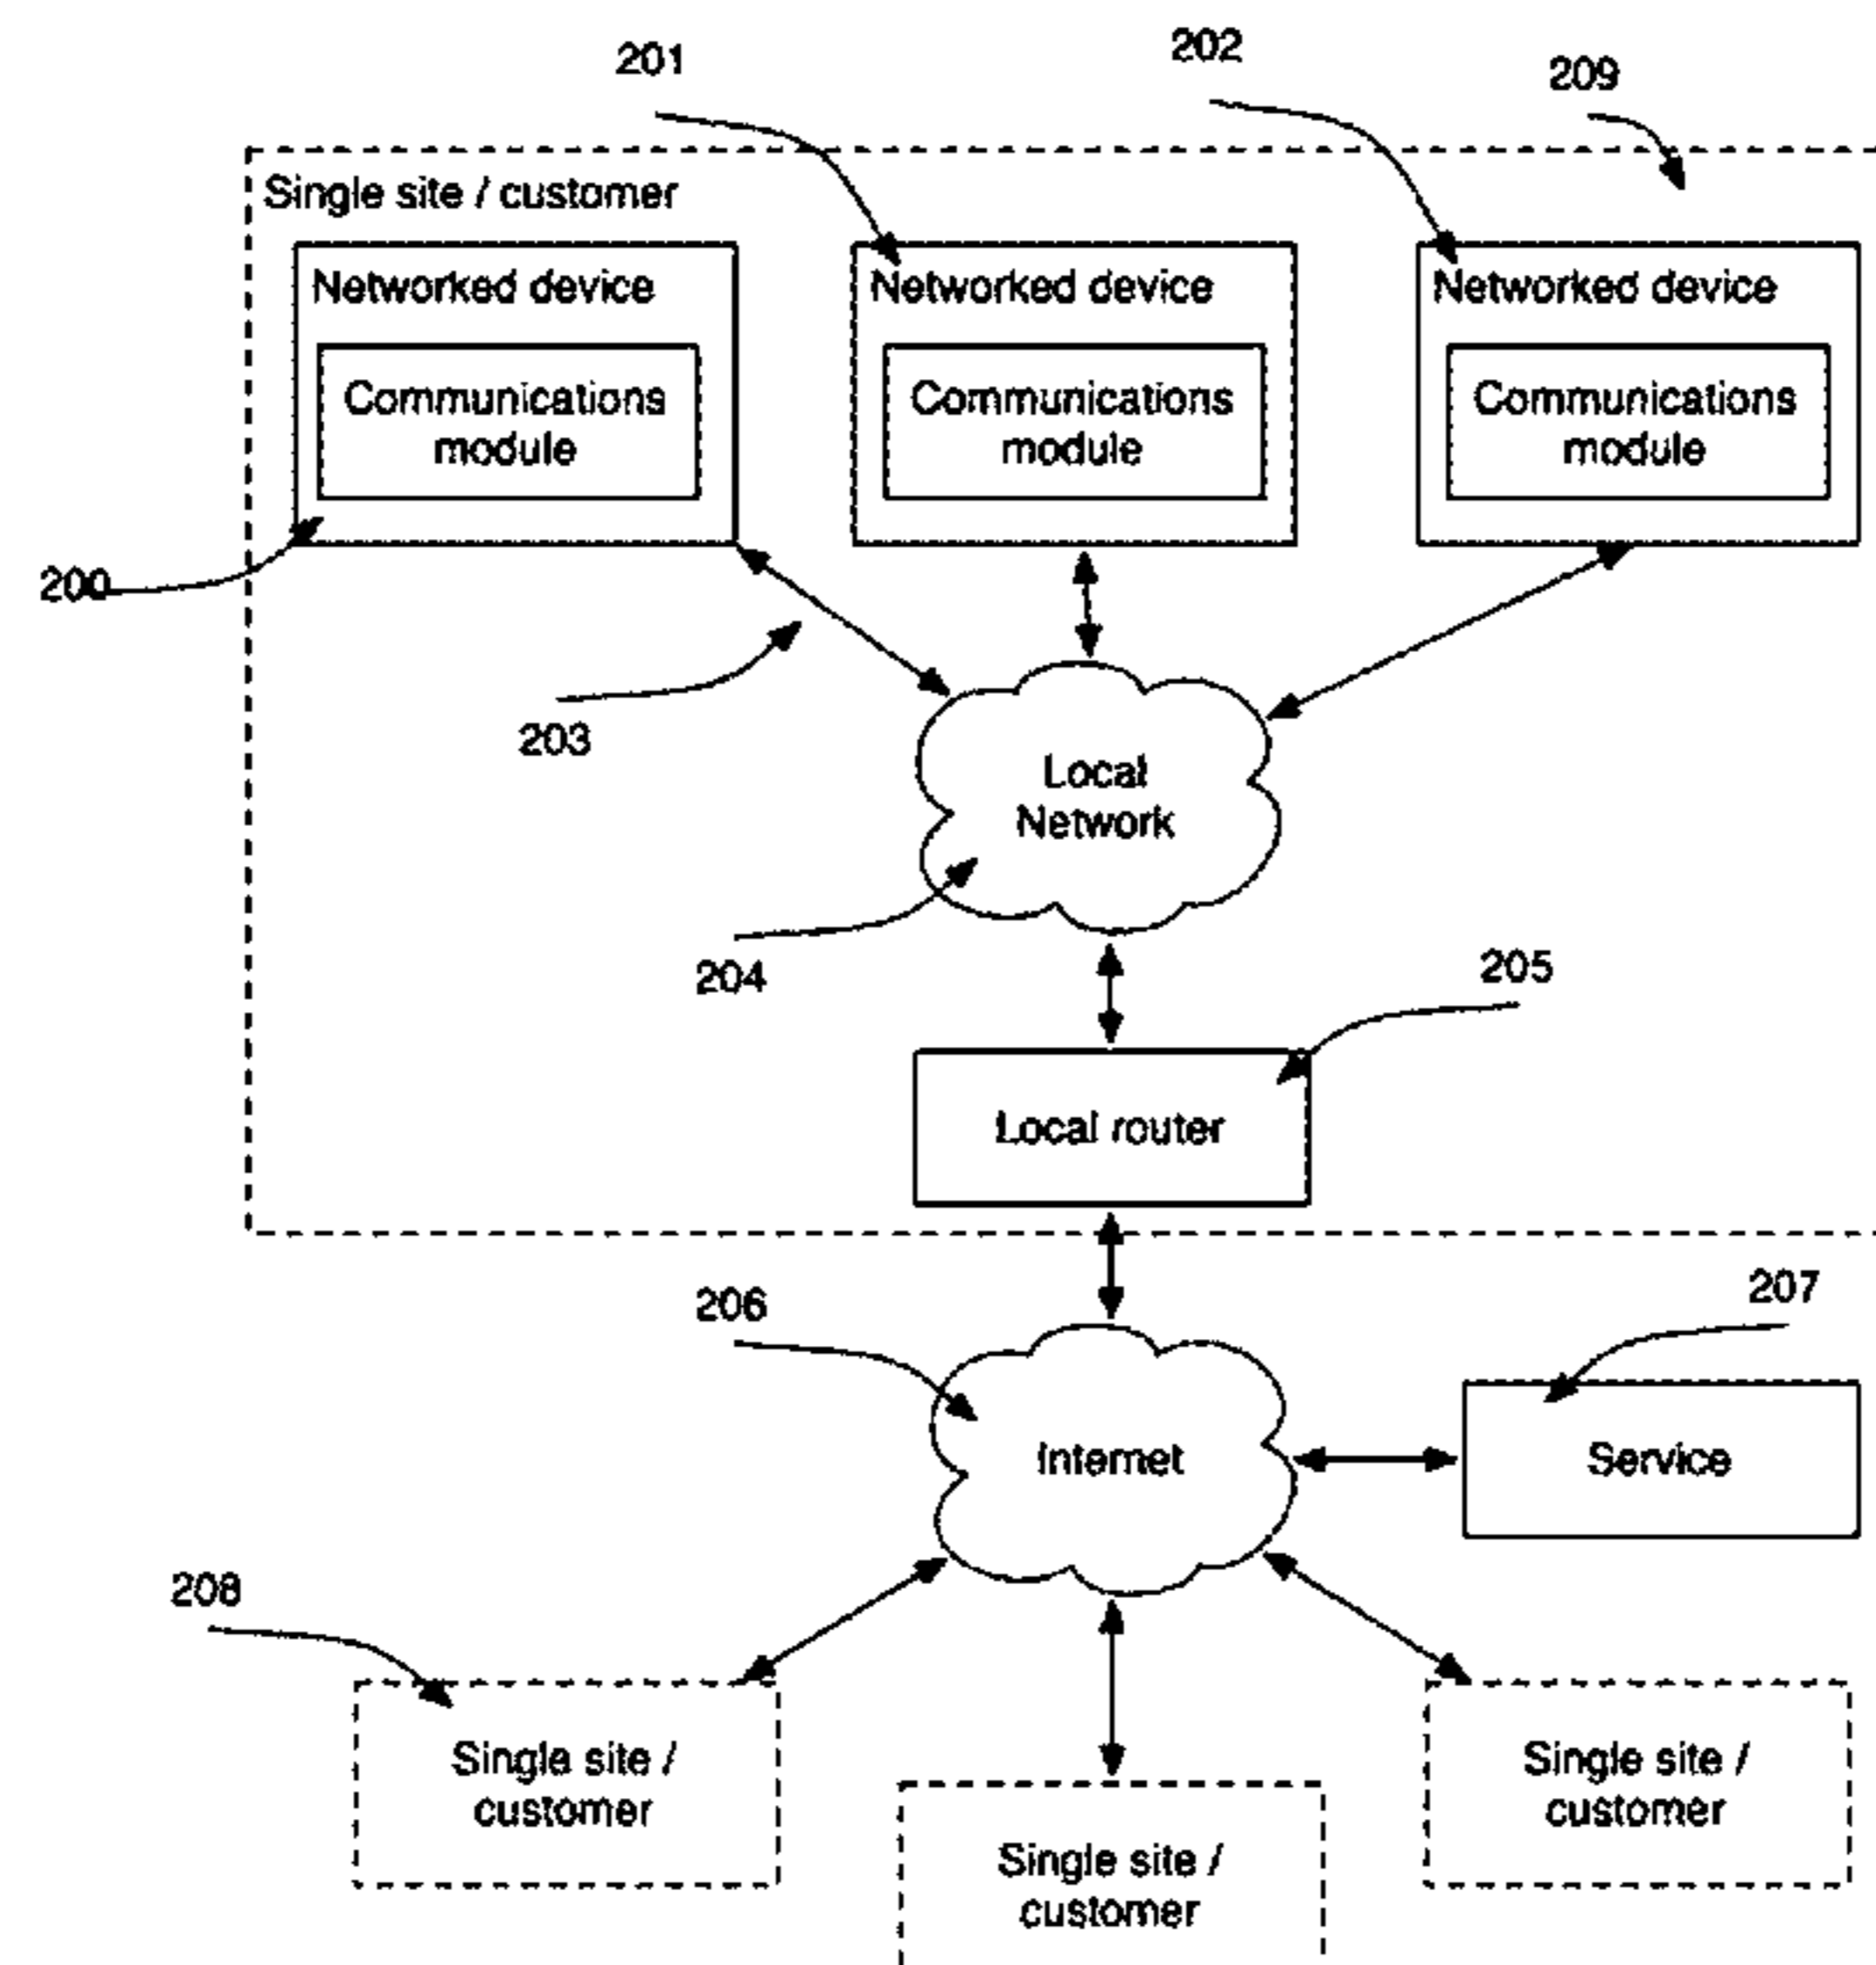 201
202
209
Single site / customer
Networked device
Networked device
Networked device
Communications
module
Communications
module
Communications
module
200
203
Local
Network
204
205
Local router
206
207
Internet
Service
208
Single site /
customer
Single site /
customer
Single site /
customer